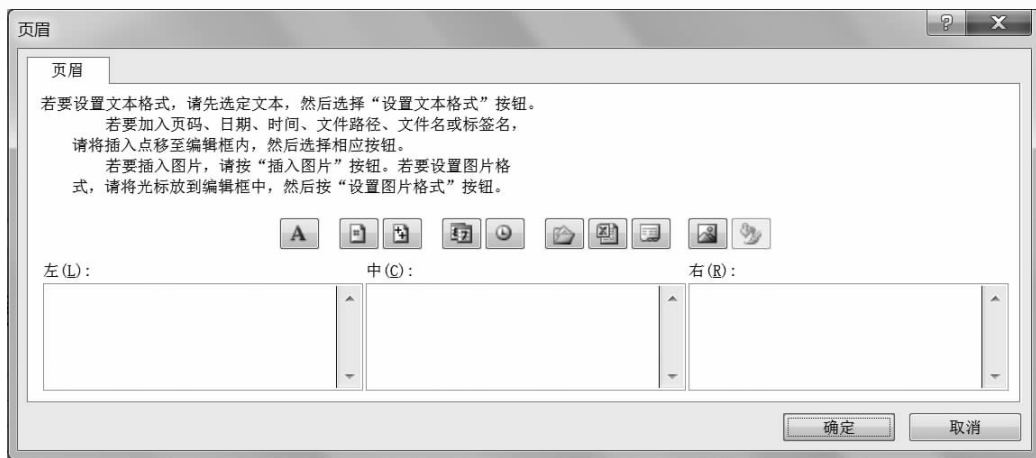 页眉
页眉
若要设置文本格式，请先选定文本，然后选择“设置文本格式”按钮。
若要加入页码、日期、时间、文件路径、文件名或标签名，
请将插入点移至编辑框内，然后选择相应按钮。
若要插入图片，请按“插入图片”按钮。若要设置图片格
式，请将光标放到编辑框中，然后按“设置图片格式”按钮。
A
左(L)：
中(C)：
右(R)：
确定
取消